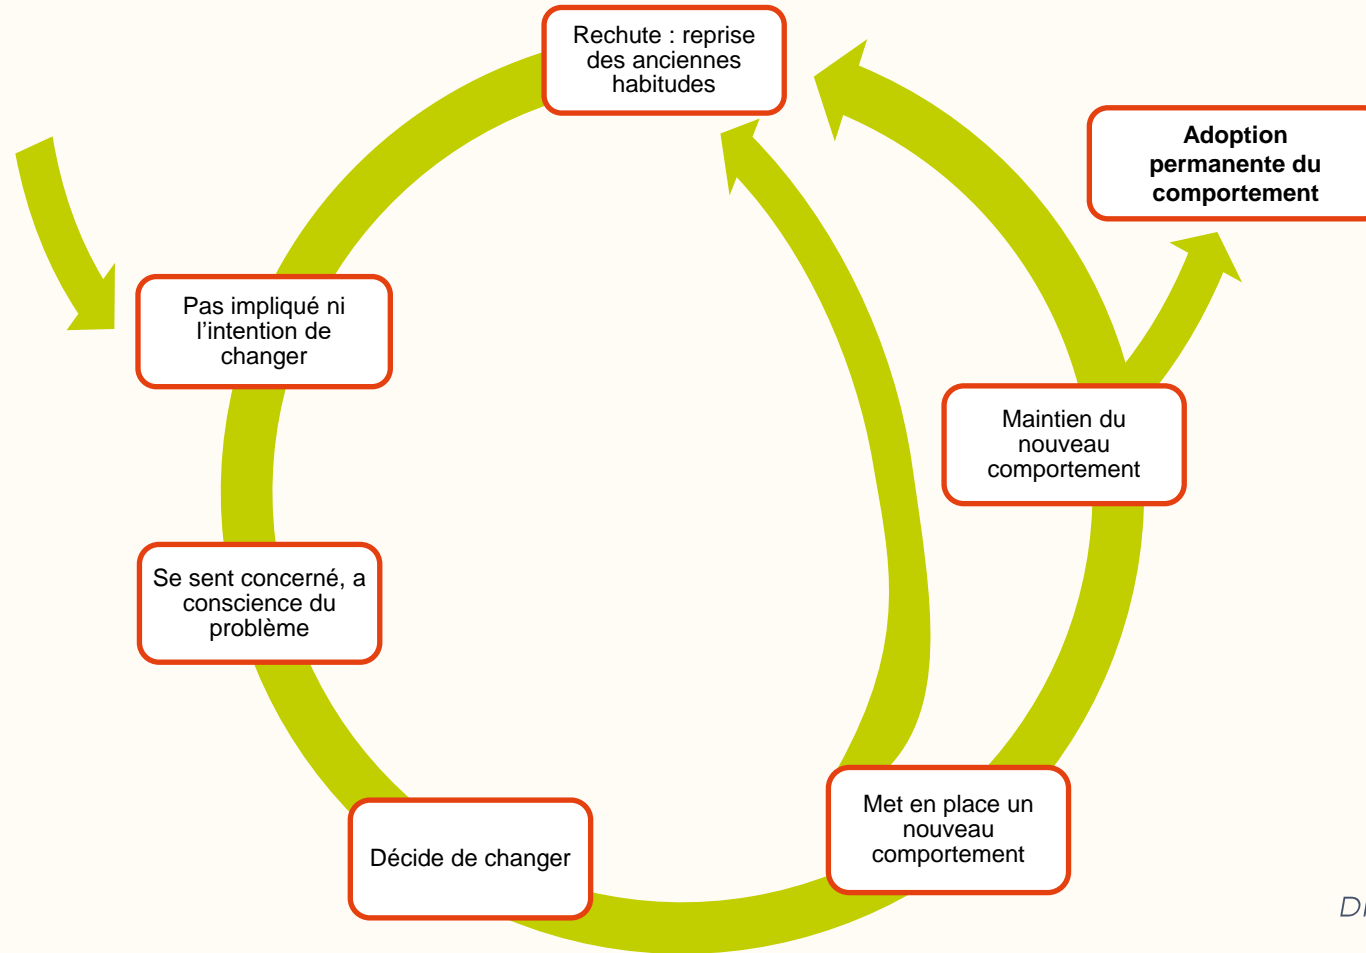 Rechute : reprise
des anciennes
habitudes
Adoption
permanente du
comportement
Pas impliqué ni
l’intention de
changer
Maintien du
nouveau
comportement
Se sent concerné, a
conscience du
problème
Décide de changer
Met en place un
nouveau
comportement